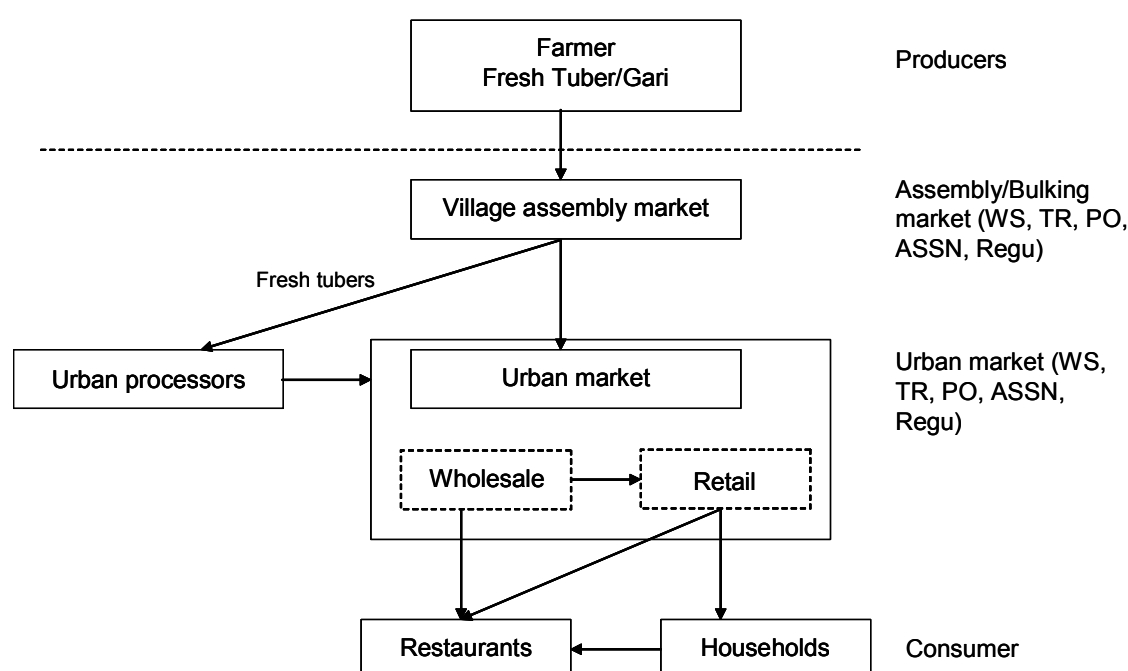 Farmer
Fresh Tuber/Gari
Producers
Village assembly market
Assembly/Bulking
market (WS, TR, PO,
ASSN, Regu)
Fresh tubers
Urban processors
Urban market
Urban market (WS,
TR, PO, ASSN,
Regu)
Wholesale
Retail
Restaurants
Households
Consumer